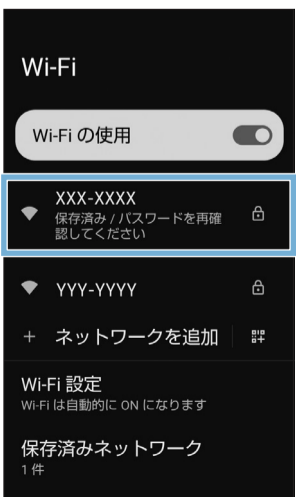 Wi-Fi
Wi-Fi の使用
XXX-XXXX
保存済み / パスワードを再確
認してください
YYY-YYYY
ネットワークを追加
Wi-Fi 設定
Wi-Fi は自動的に ON になります
保存済みネットワーク
1 件